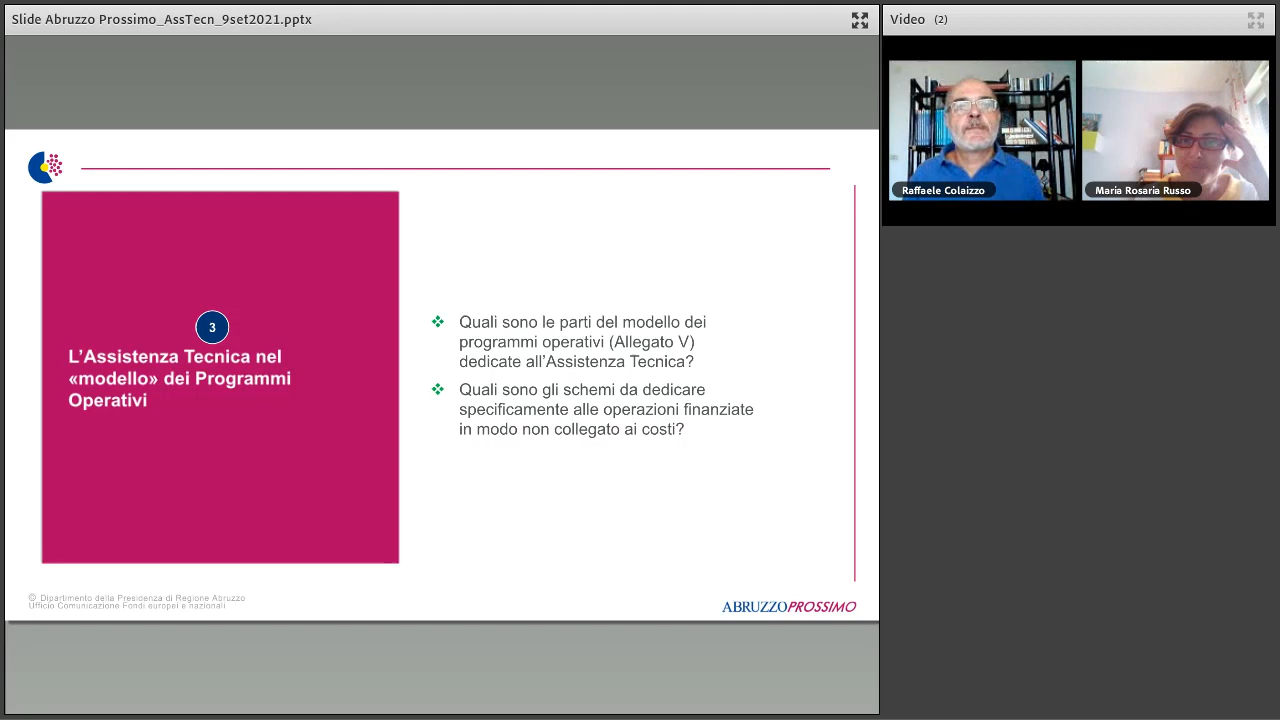 Slide Abruzzo Prossimo_AssTecn_9set2021.pptx
Video (2)
Raffaele Colaizzo
Maria Rosaria Russo
3
L'Assistenza Tecnica nel
«modello» dei Programmi
Operativi
Quali sono le parti del modello dei
programmi operativi (Allegato V)
dedicate all'Assistenza Tecnica?
Quali sono gli schemi da dedicare
specificamente alle operazioni finanziate
in modo non collegato ai costi?
© Dipartimento della Presidenza di Regione Abruzzo
Ufficio Comunicazione Fondi europei e nazionali
ABRUZZOPROSSIMO